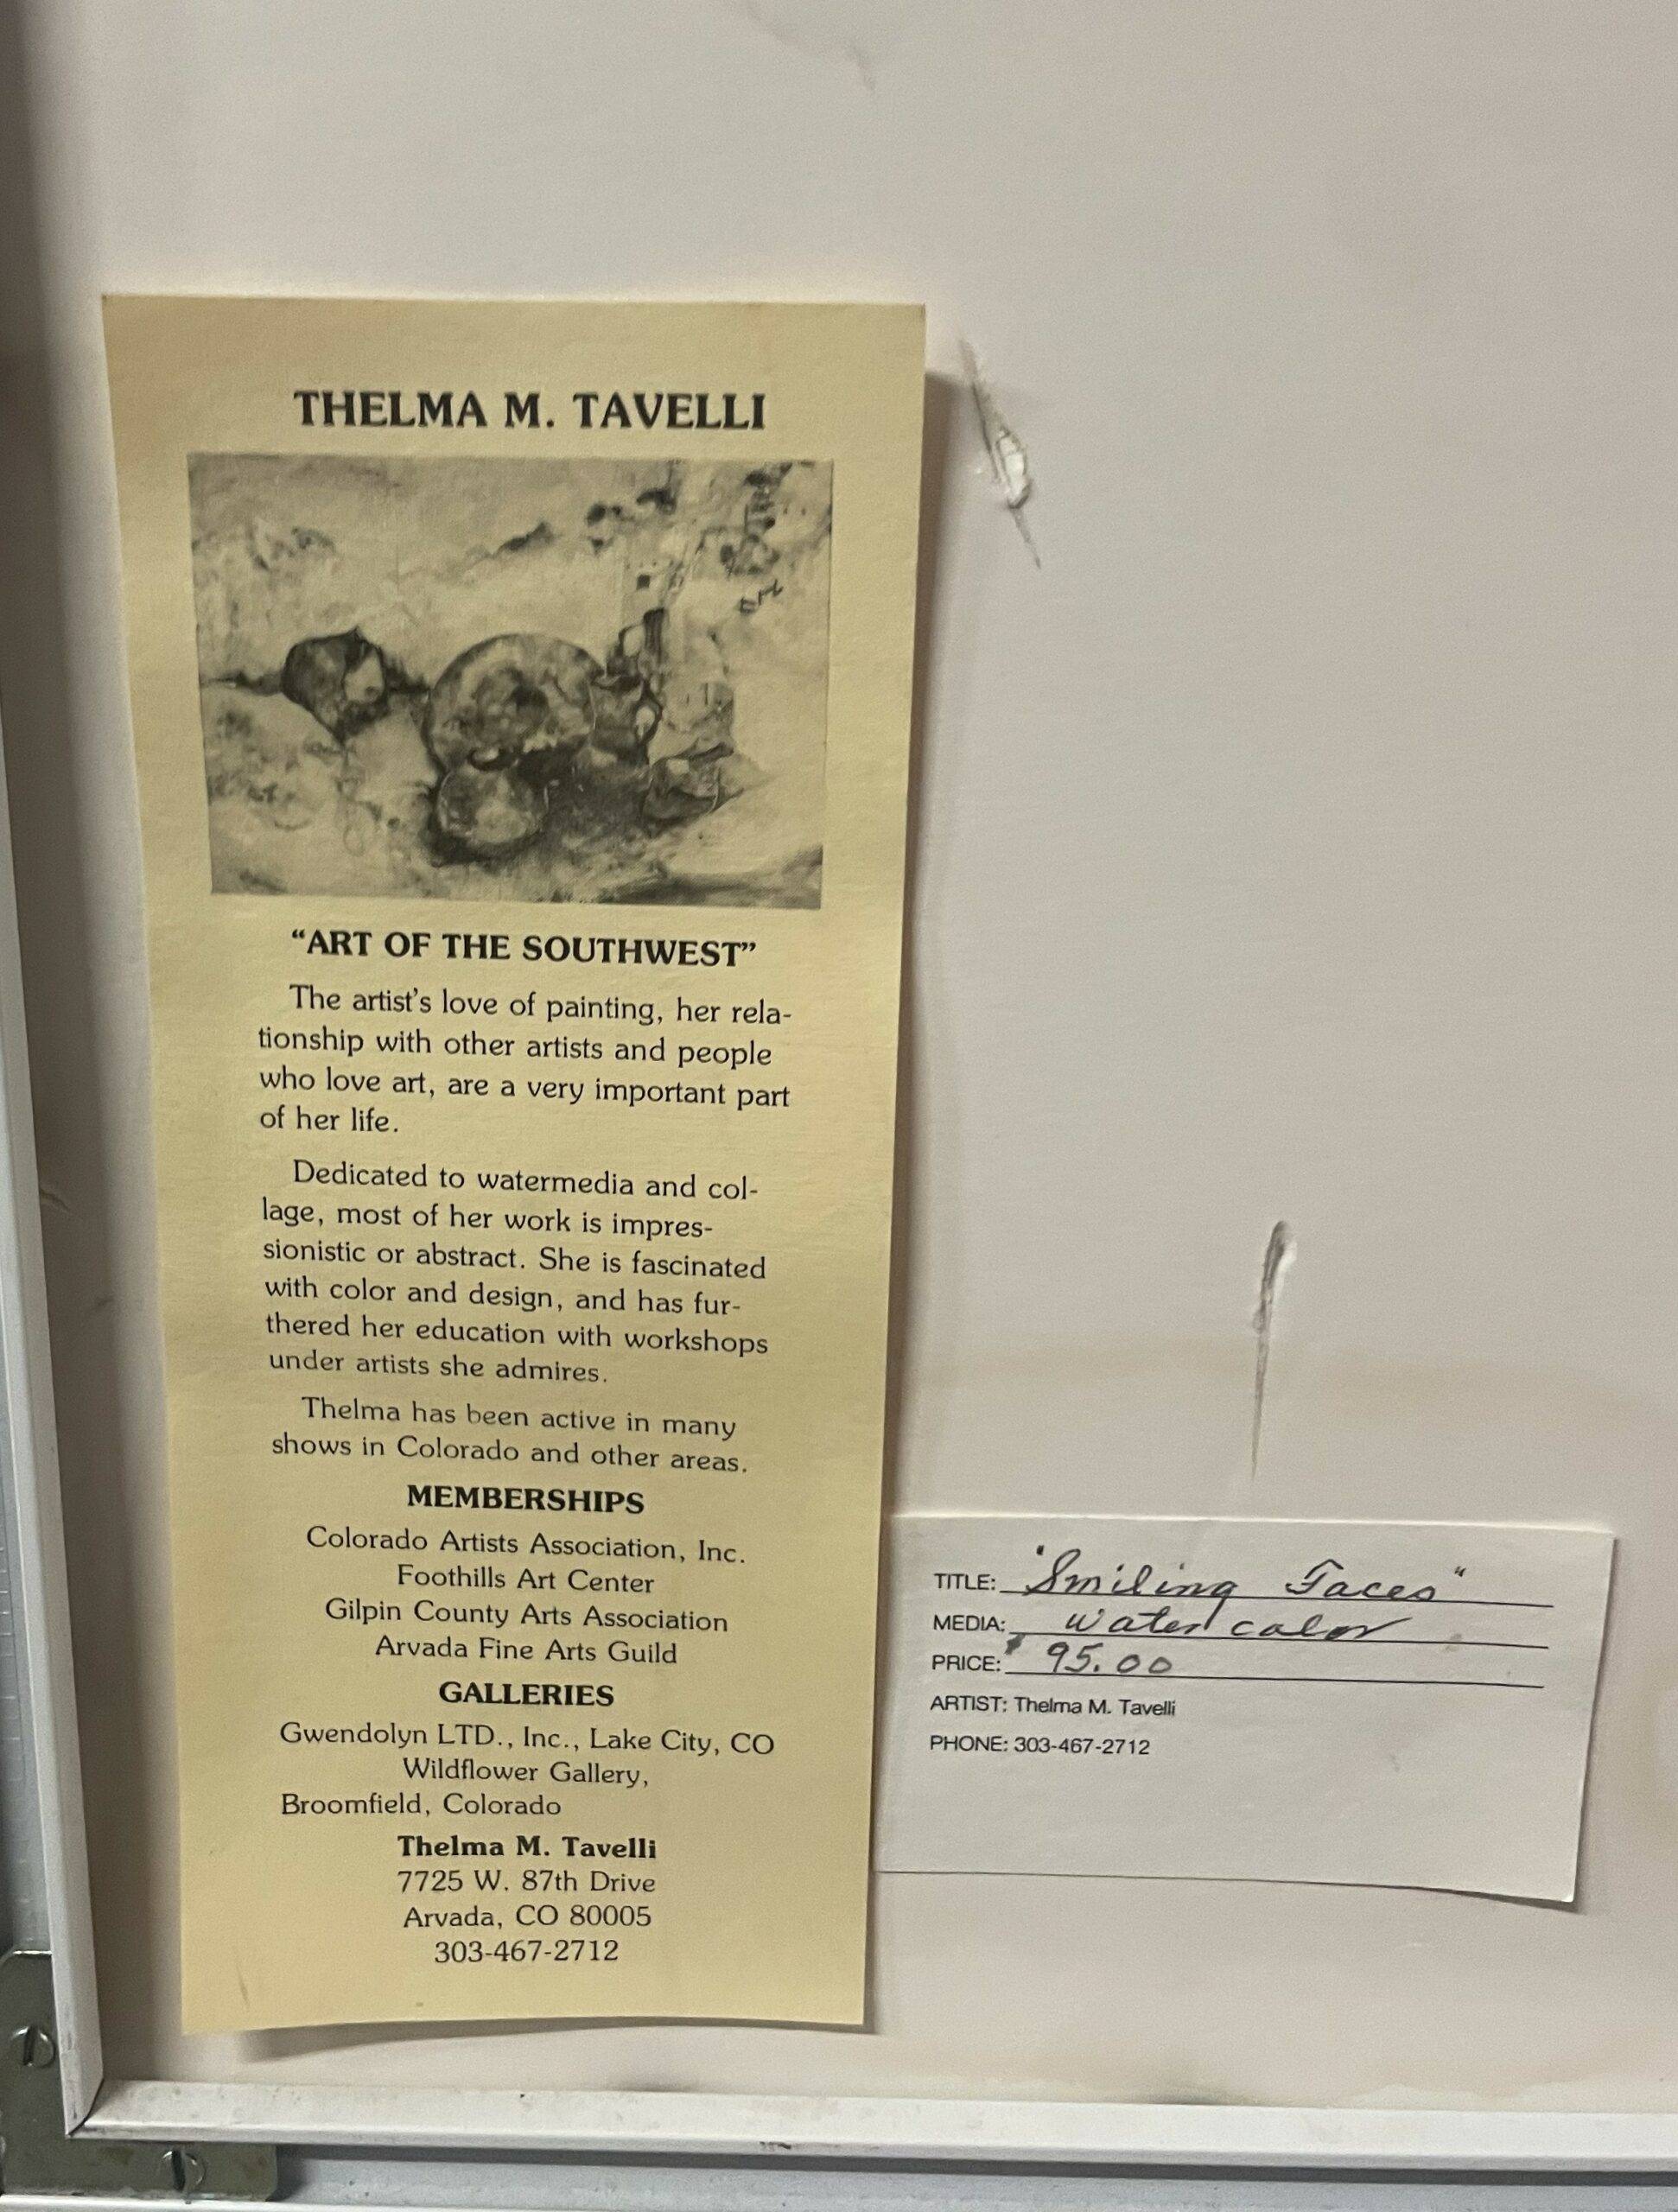 THELMA M. TAVELLI
“ART OF THE SOUTHWEST”
The artist's love of painting, her rela-
tionship with other artists and people
who love art, are a very important part
of her life.
Dedicated to watermedia and col-
lage, most of her work is impres-
sionistic or abstract. She is fascinated
with color and design, and has fur-
thered her education with workshops
under artists she admires.
Thelma has been active in many
shows in Colorado and other areas.
MEMBERSHIPS
Colorado Artists Association, Inc.
Foothills Art Center
Gilpin County Arts Association
Arvada Fine Arts Guild
GALLERIES
Gwendolyn LTD., Inc., Lake City, CO
Wildflower Gallery,
Broomfield, Colorado
Thelma M. Tavelli
7725 W. 87th Drive
Arvada, CO 80005
303-467-2712
TITLE: "Smiling Faces"
MEDIA: Water color
PRICE: $95.00
ARTIST: Thelma M. Tavelli
PHONE: 303-467-2712